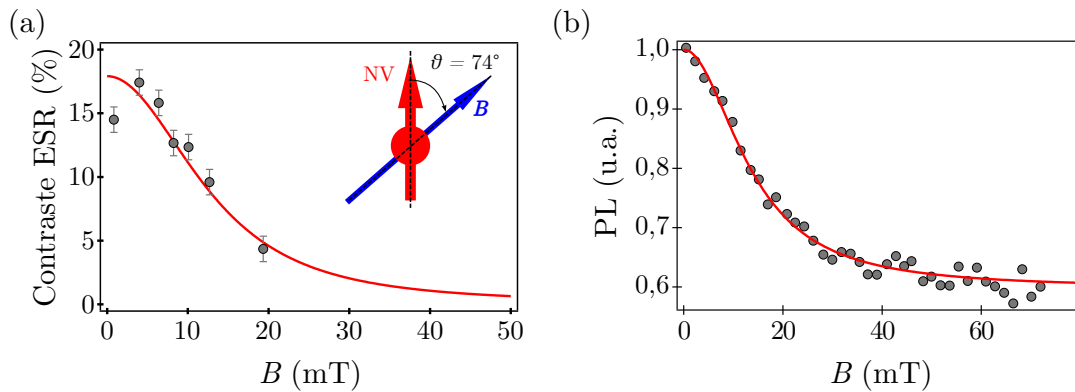 (a)
Contraste ESR (%)
20
15
10
5
0
0 10 20 30 40 50
B (mT)
NV
ϑ = 74°
B
(b)
PL (u.a.)
1,0
0,9
0,8
0,7
0,6
0 20 40 60
B (mT)